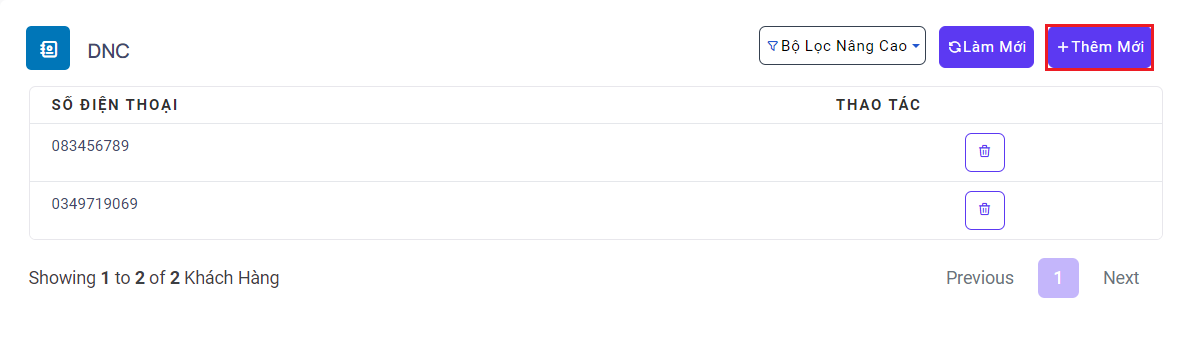 DNC
Bộ Lọc Nâng Cao
Làm Mới
Thêm Mới
SỐ ĐIỆN THOẠI THAO TÁC
083456789
0349719069
Showing 1 to 2 of 2 Khách Hàng
Previous 1 Next